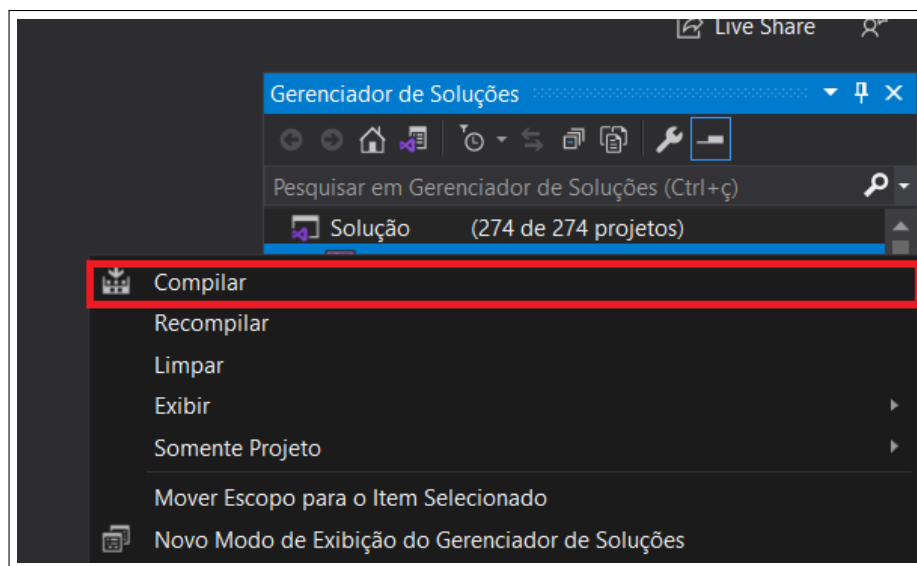 Live Share
Gerenciador de Soluções
Pesquisar em Gerenciador de Soluções (Ctrl+ç)
Solução (274 de 274 projetos)
Compilar
Recompilar
Limpar
Exibir
Somente Projeto
Mover Escopo para o Item Selecionado
Novo Modo de Exibição do Gerenciador de Soluções